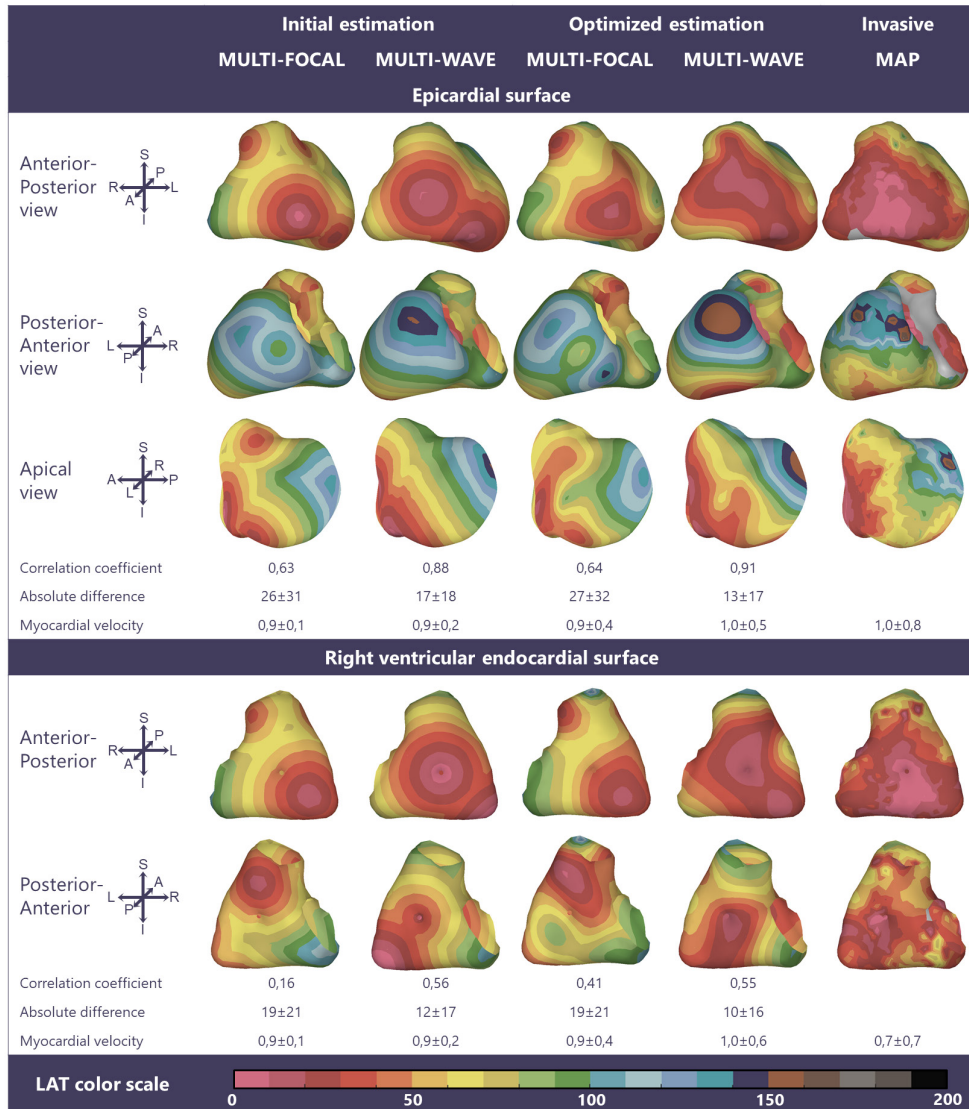 Initial estimation Optimized estimation Invasive
MULTI-FOCAL MULTI-WAVE MULTI-FOCAL MULTI-WAVE MAP
Epicardial surface
Anterior-
Posterior
view
S
P
R L
A
I
Posterior-
Anterior
view
S
A
L R
P
I
Apical
view
S
R
A P
L
I
Correlation coefficient 0,63 0,88 0,64 0,91
Absolute difference 26±31 17±18 27±32 13±17
Myocardial velocity 0,9±0,1 0,9±0,2 0,9±0,4 1,0±0,5 1,0±0,8
Right ventricular endocardial surface
Anterior-
Posterior
S
P
R L
A
I
Posterior-
Anterior
S
A
L R
P
I
Correlation coefficient 0,16 0,56 0,41 0,55
Absolute difference 19±21 12±17 19±21 10±16
Myocardial velocity 0,9±0,1 0,9±0,2 0,9±0,4 1,0±0,6 0,7±0,7
LAT color scale
0 50 100 150 200